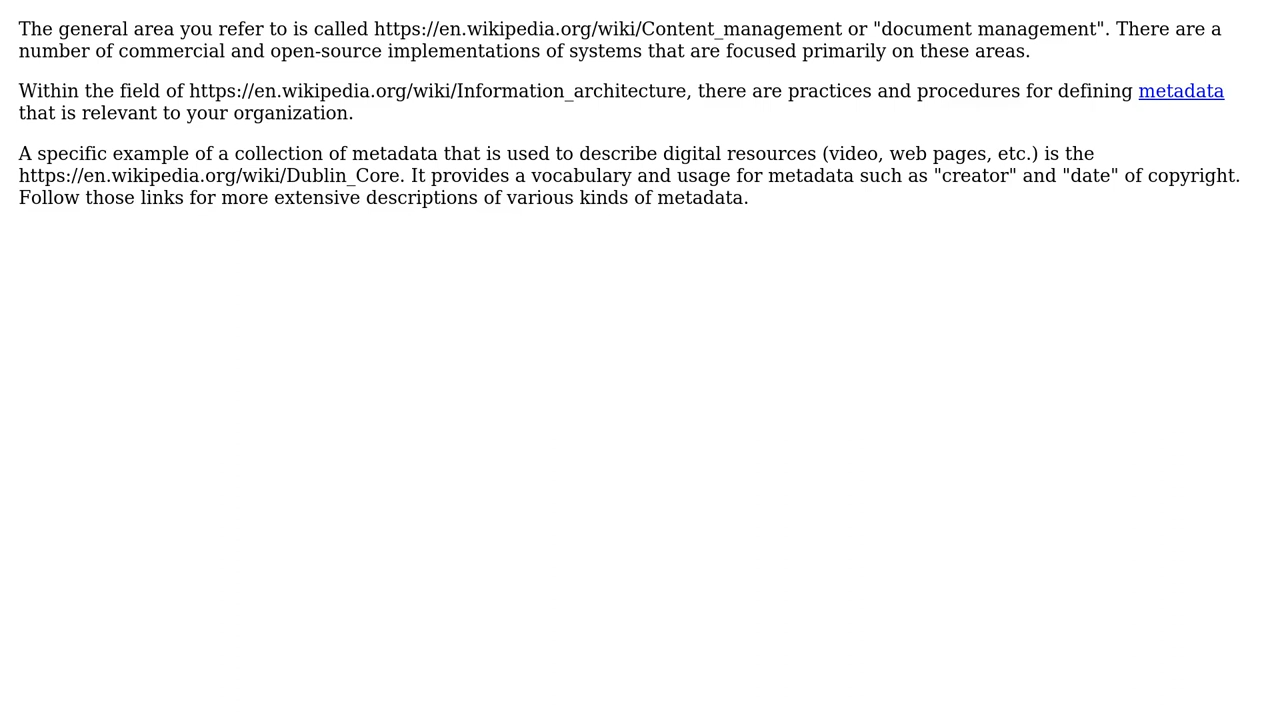 The general area you refer to is called https://en.wikipedia.org/wiki/Content_management or "document management". There are a
number of commercial and open-source implementations of systems that are focused primarily on these areas.
Within the field of https://en.wikipedia.org/wiki/Information_architecture, there are practices and procedures for defining metadata
that is relevant to your organization.
A specific example of a collection of metadata that is used to describe digital resources (video, web pages, etc.) is the
https://en.wikipedia.org/wiki/Dublin_Core. It provides a vocabulary and usage for metadata such as "creator" and "date" of copyright.
Follow those links for more extensive descriptions of various kinds of metadata.